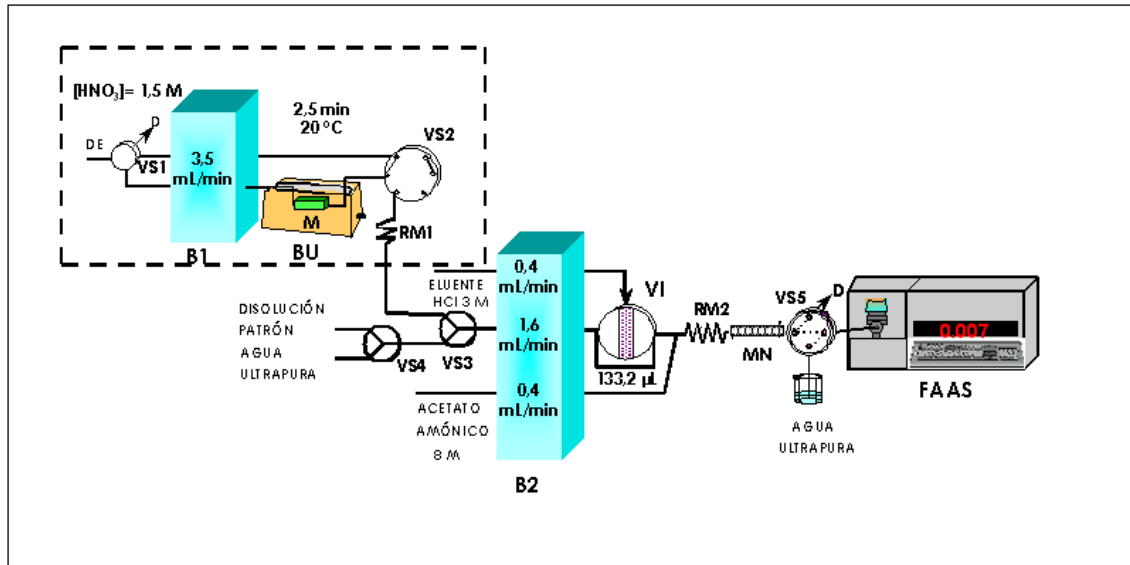 [HNO3]= 1,5 M
2,5 min
20 ºC
VS2
D
DE
VS1
3,5
mL/min
M
RM1
B1
BU
0,4
mL/min
ELUENTE
HCl 3 M
VI
RM2
VS5
D
DISOLUCIÓN
PATRÓN
AGUA
ULTRAPURA
1,6
mL/min
VS4
VS3
133,2 µL
MN
0.007
FAAS
0,4
mL/min
ACETATO
AMÓNICO
8 M
AGUA
ULTRAPURA
B2